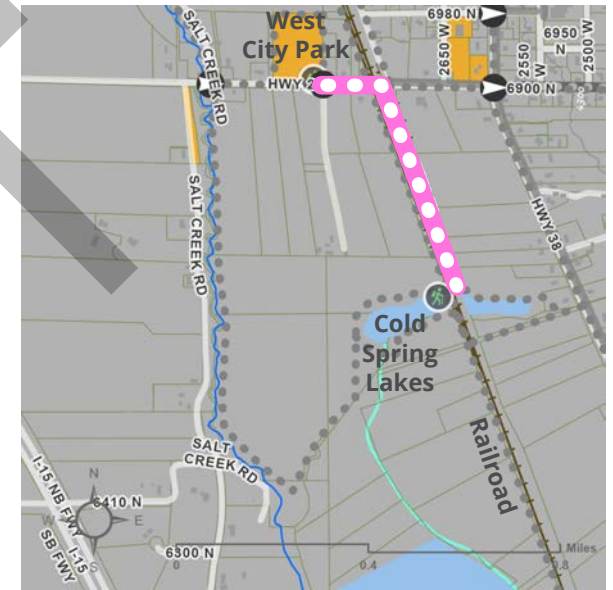 West
City Park
6980 N
6950
N
2650 W
2550
W
2500 W
SALT CREEK RD
HWY 2
6900 N
SALT CREEK RD
HWY 38
Cold
Spring
Lakes
Railroad
SALT
CREEK RD
I-15 NB FWY
I-15
SB FWY
N
W
E
S
6410 N
6300 N
Miles
0
0.4
0.8